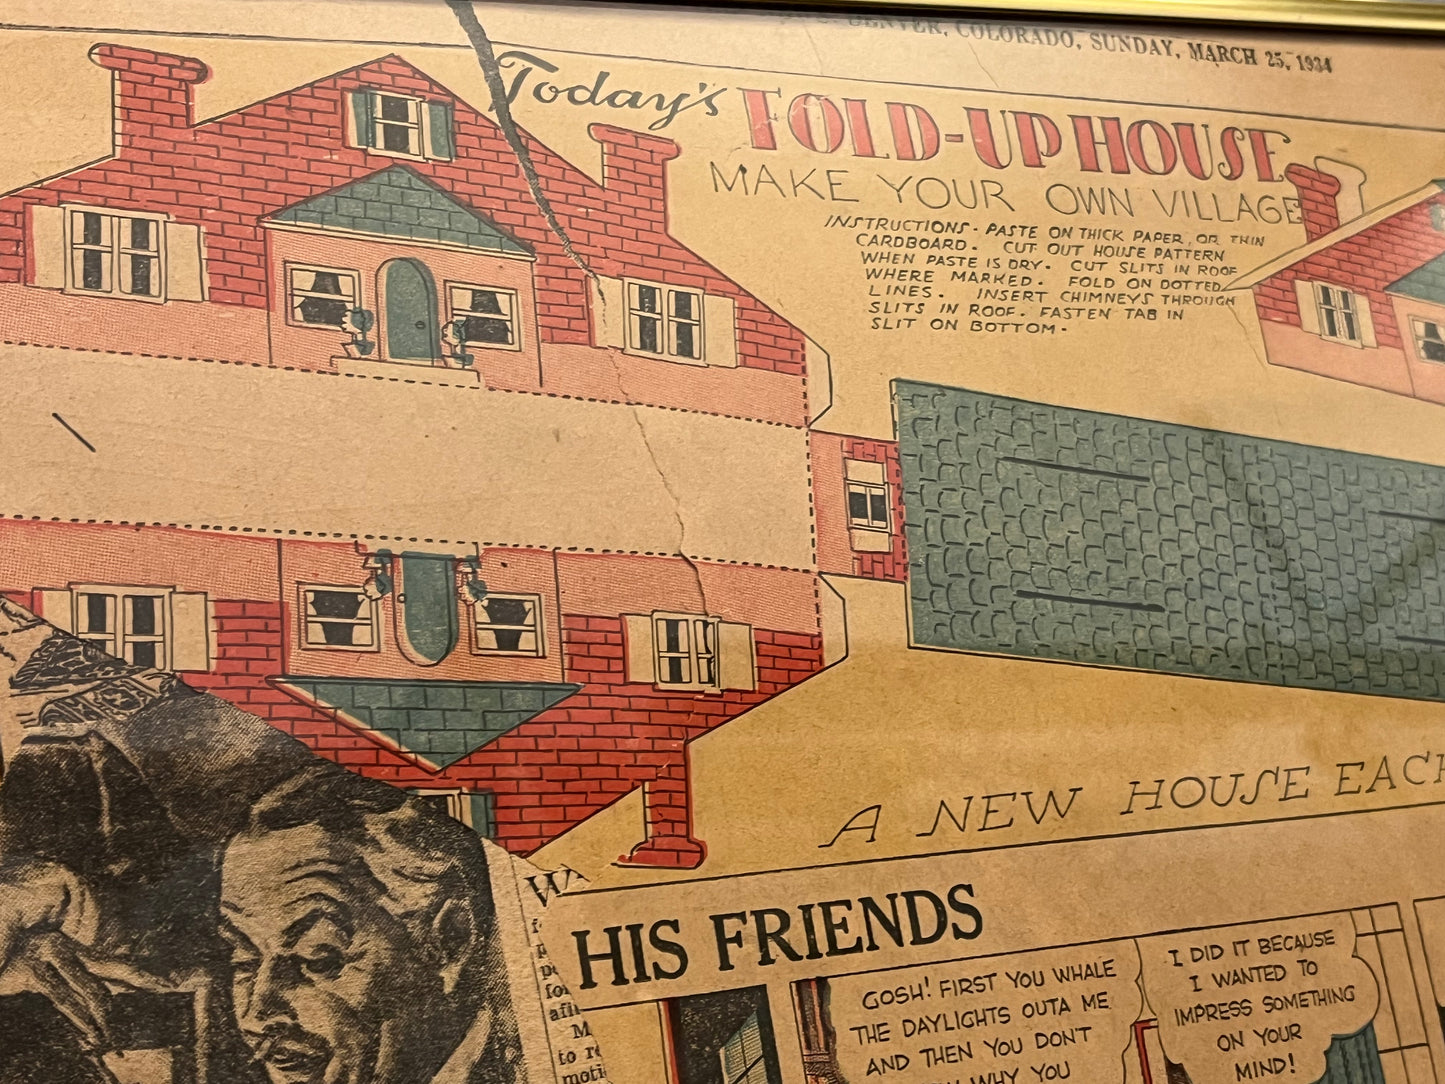 DENVER, COLORADO, SUNDAY, MARCH 25, 1934
Today's FOLD-UP HOUSE
MAKE YOUR OWN VILLAGE
INSTRUCTIONS - PASTE ON THICK PAPER, OR THIN
CARDBOARD. CUT OUT HOUSE PATTERN
WHEN PASTE IS DRY. CUT SLITS IN ROOF
WHERE MARKED. FOLD ON DOTTED
LINES. INSERT CHIMNEYS THROUGH
SLITS IN ROOF. FASTEN TAB IN
SLIT ON BOTTOM.
A NEW HOUSE EACH
HIS FRIENDS
GOSH! FIRST YOU WHALE
THE DAYLIGHTS OUTA ME
AND THEN YOU DON'T
WHY YOU
I DID IT BECAUSE
I WANTED TO
IMPRESS SOMETHING
ON YOUR
MIND!
M
to
moti